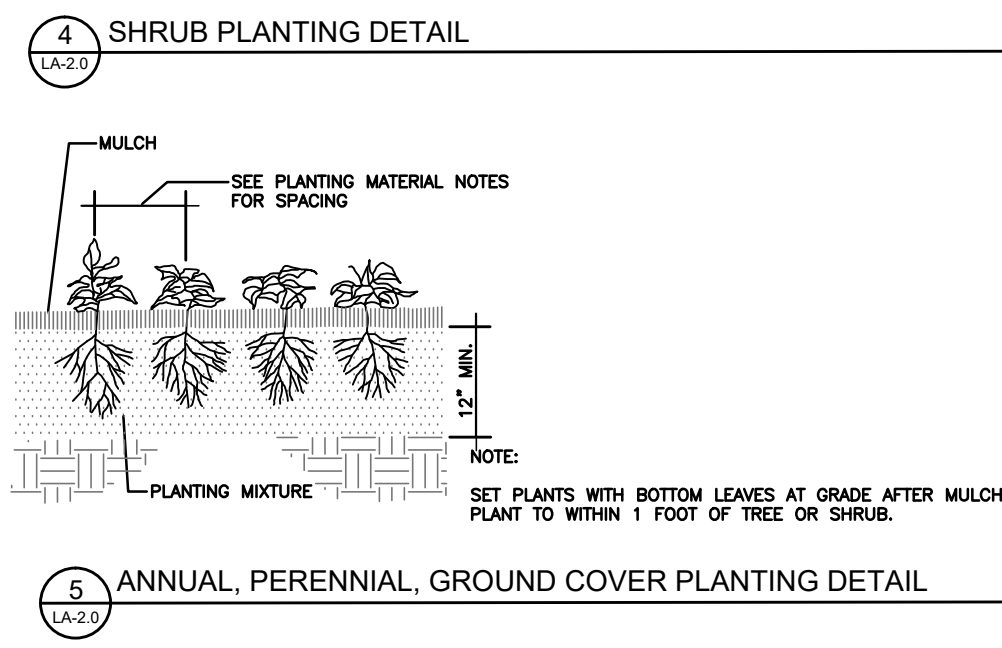 4
LA-2.0
SHRUB PLANTING DETAIL
MULCH
SEE PLANTING MATERIAL NOTES
FOR SPACING
12" MIN.
PLANTING MIXTURE
NOTE:
SET PLANTS WITH BOTTOM LEAVES AT GRADE AFTER MULCH
PLANT TO WITHIN 1 FOOT OF TREE OR SHRUB.
5
LA-2.0
ANNUAL, PERENNIAL, GROUND COVER PLANTING DETAIL